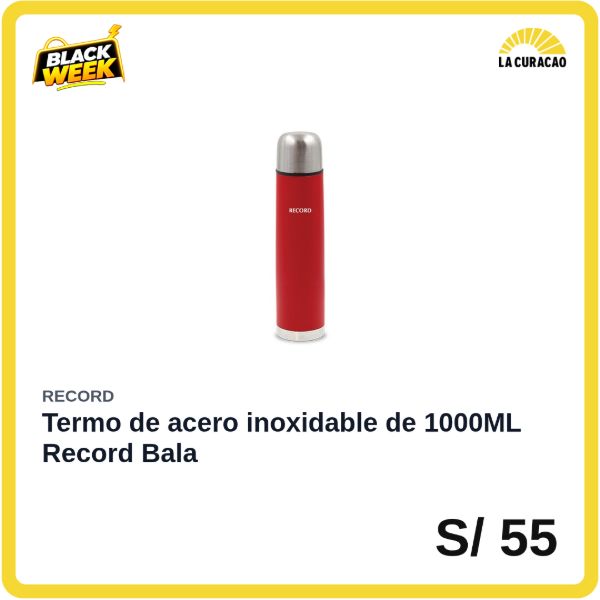 BLACK
WEEK
LA CURACAO
RECORD
RECORD
Termo de acero inoxidable de 1000ML
Record Bala
S/ 55